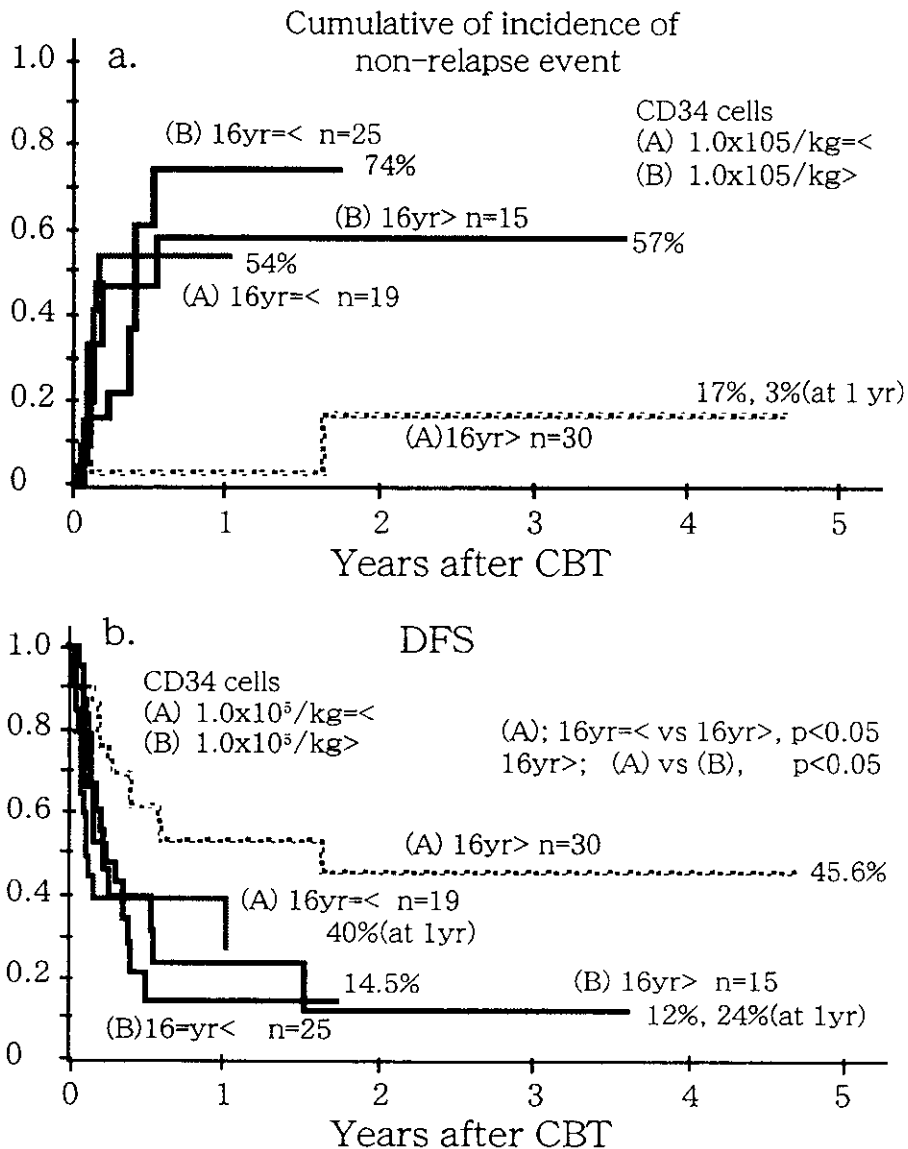 Cumulative of incidence of
non-relapse event
a.
1.0
0.8
0.6
0.4
0.2
0
CD34 cells
(A) 1.0x105/kg=<
(B) 1.0x105/kg>
(B) 16yr=< n=25
74%
(B) 16yr> n=15
57%
54%
(A) 16yr=< n=19
17%, 3%(at 1 yr)
(A)16yr> n=30
0 1 2 3 4 5
Years after CBT
b.
DFS
1.0
0.8
0.6
0.4
0.2
0
CD34 cells
(A) 1.0x10⁵/kg=<
(B) 1.0x10⁵/kg>
(A); 16yr=< vs 16yr>, p<0.05
16yr>; (A) vs (B), p<0.05
(A) 16yr> n=30
45.6%
(A) 16yr=< n=19
40%(at 1yr)
14.5%
(B) 16yr> n=15
12%, 24%(at 1yr)
(B)16=yr< n=25
0 1 2 3 4 5
Years after CBT